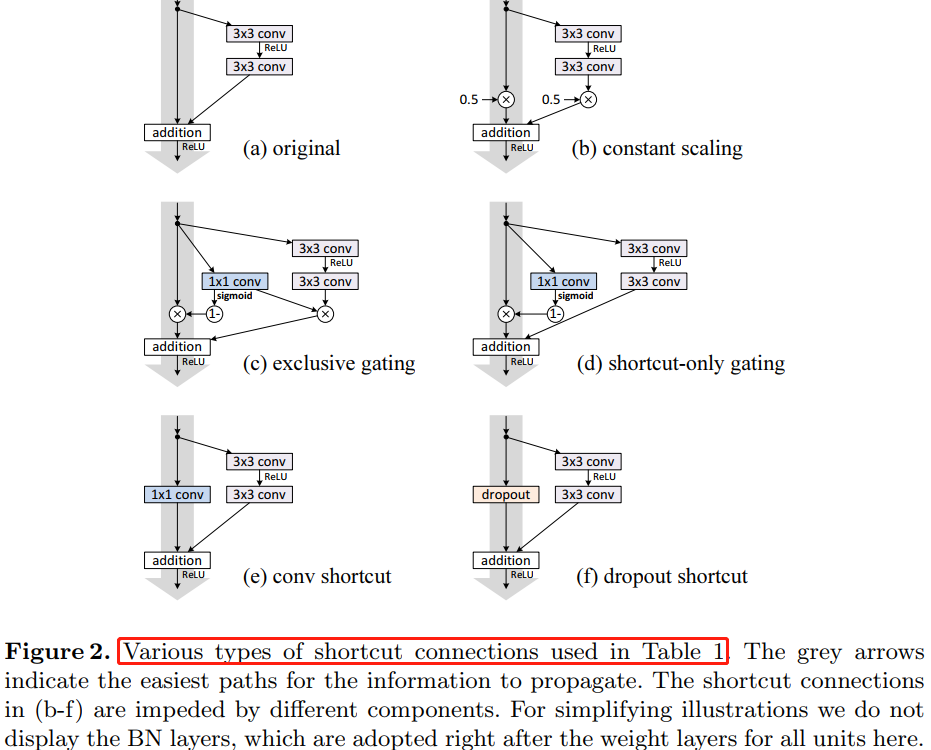 3x3 conv
ReLU
3x3 conv
addition
ReLU
(a) original
3x3 conv
ReLU
3x3 conv
0.5
×
0.5
×
addition
ReLU
(b) constant scaling
3x3 conv
ReLU
1x1 conv
3x3 conv
sigmoid
×
1-
×
addition
ReLU
(c) exclusive gating
3x3 conv
ReLU
1x1 conv
3x3 conv
sigmoid
×
1-
addition
ReLU
(d) shortcut-only gating
3x3 conv
ReLU
1x1 conv
3x3 conv
addition
ReLU
(e) conv shortcut
3x3 conv
ReLU
dropout
3x3 conv
addition
ReLU
(f) dropout shortcut
Figure 2. Various types of shortcut connections used in Table 1. The grey arrows
indicate the easiest paths for the information to propagate. The shortcut connections
in (b-f) are impeded by different components. For simplifying illustrations we do not
display the BN layers, which are adopted right after the weight layers for all units here.